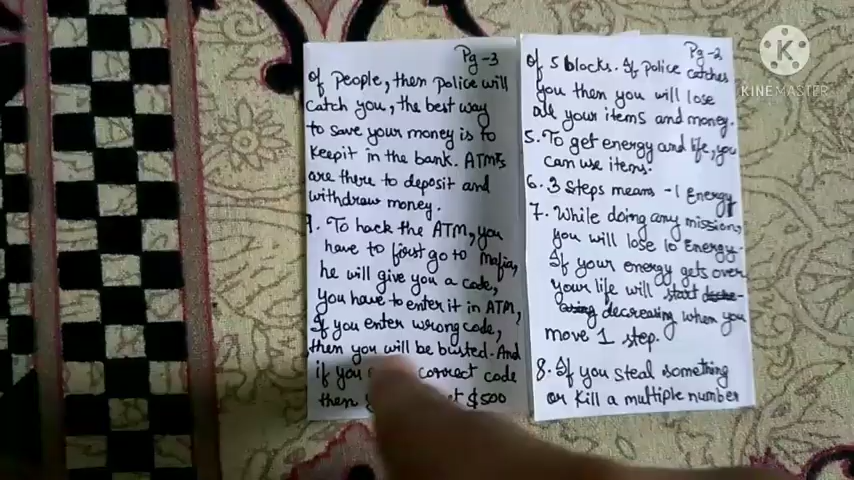 Pg-3
of People, then Police will
catch you, the best way
to save your money is to
keep it in the bank. ATM's
are there to deposit and
withdraw money.
9. To hack the ATM, you
have to first go to Mafia,
he will give you a code,
you have to enter it in ATM,
If you enter wrong code,
then you will be busted. And
if you correct code
then $500
Pg-2
of 5 blocks. If Police catches
you then you will lose
all your items and money.
5. To get energy and life, you
can use items.
6. 3 steps means -1 Energy
7. While doing any mission,
you will lose 10 Energy.
If your energy gets over
your life will start
decreasing when you
move 1 step.
8. If you steal something
or kill a multiple number
KINEMASTER